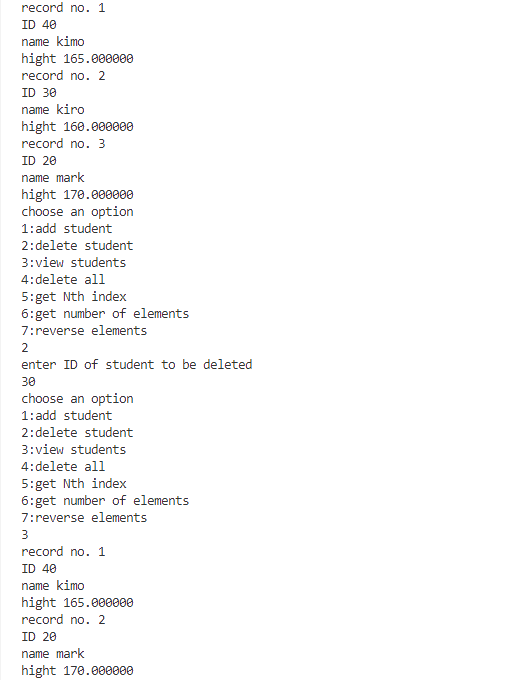 record no. 1
ID 40
name kimo
hight 165.000000
record no. 2
ID 30
name kiro
hight 160.000000
record no. 3
ID 20
name mark
hight 170.000000
choose an option
1:add student
2:delete student
3:view students
4:delete all
5:get Nth index
6:get number of elements
7:reverse elements
2
enter ID of student to be deleted
30
choose an option
1:add student
2:delete student
3:view students
4:delete all
5:get Nth index
6:get number of elements
7:reverse elements
3
record no. 1
ID 40
name kimo
hight 165.000000
record no. 2
ID 20
name mark
hight 170.000000